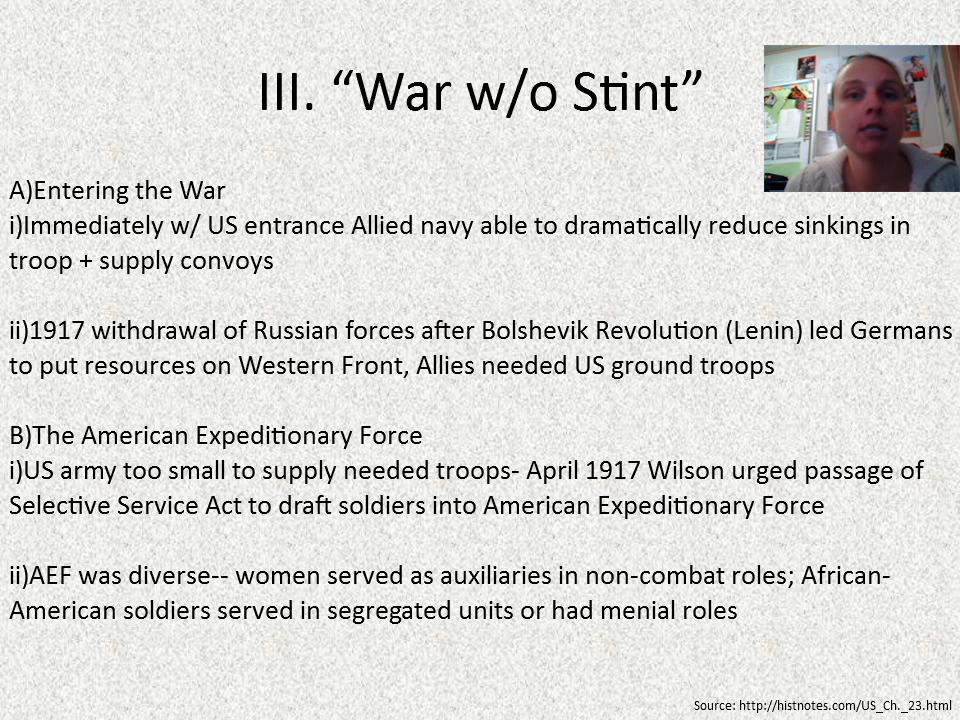 III. “War w/o Stint”
A)Entering the War
i)Immediately w/ US entrance Allied navy able to dramatically reduce sinkings in
troop + supply convoys
ii)1917 withdrawal of Russian forces after Bolshevik Revolution (Lenin) led Germans
to put resources on Western Front, Allies needed US ground troops
B)The American Expeditionary Force
i)US army too small to supply needed troops- April 1917 Wilson urged passage of
Selective Service Act to draft soldiers into American Expeditionary Force
ii)AEF was diverse-- women served as auxiliaries in non-combat roles; African-
American soldiers served in segregated units or had menial roles
Source: http://histnotes.com/US_Ch._23.html